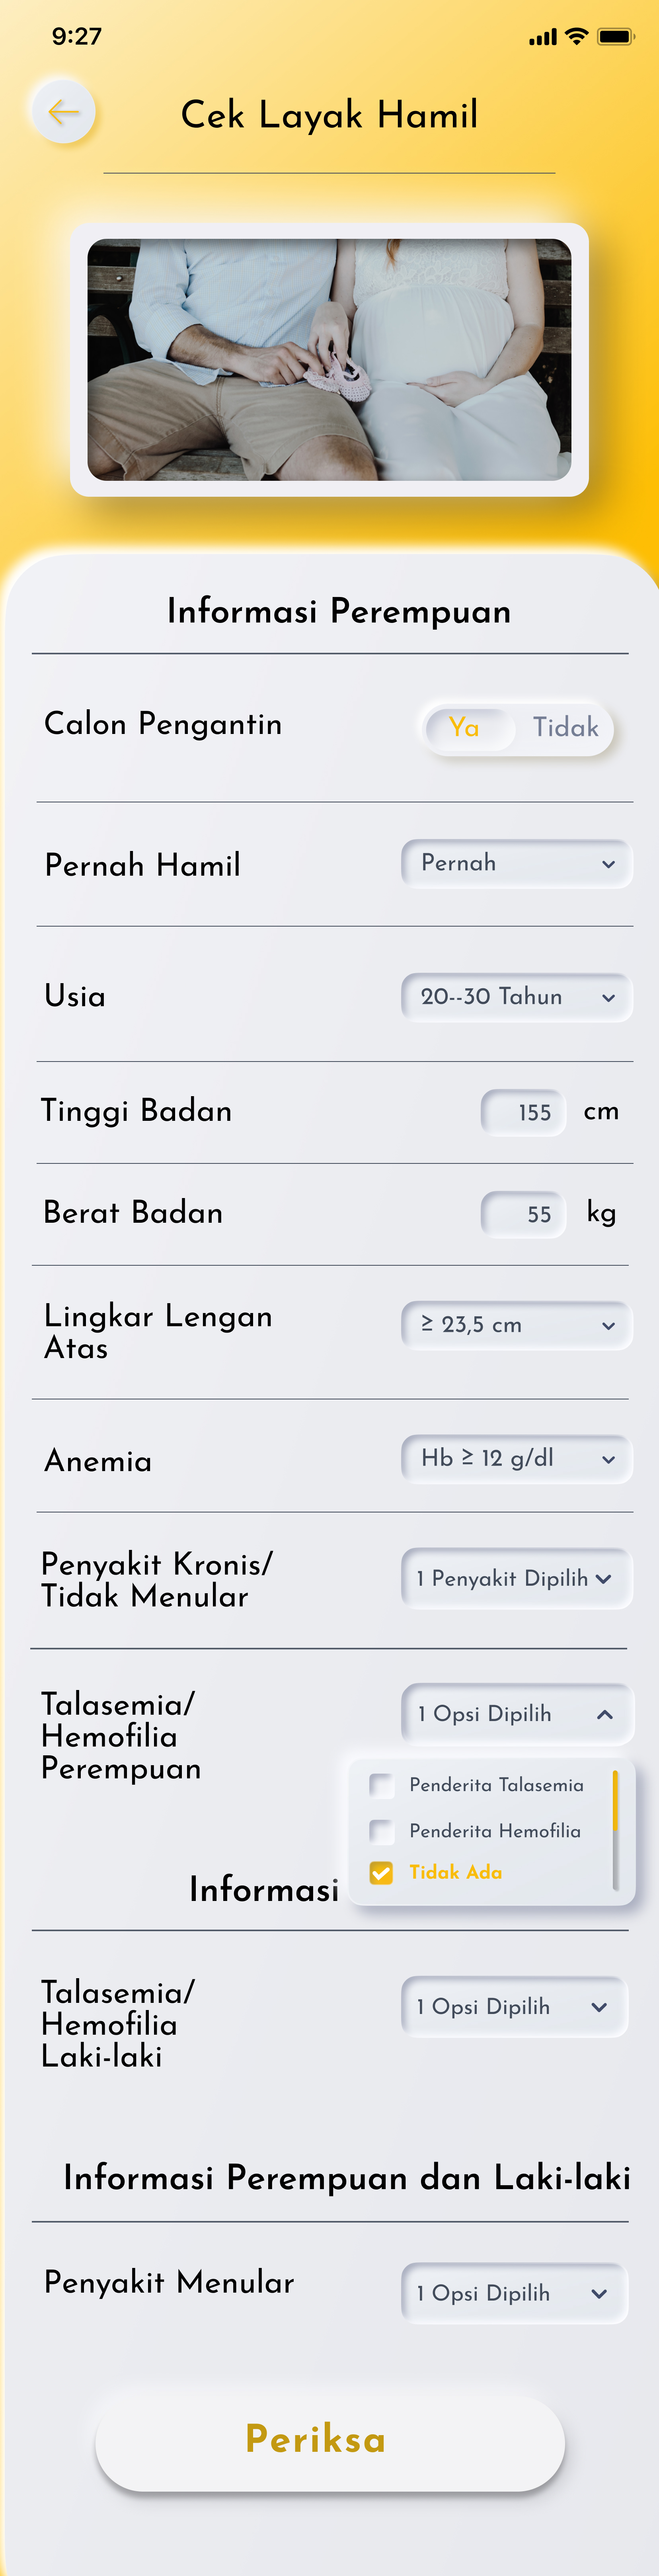 9:27
Cek Layak Hamil
Informasi Perempuan
Calon Pengantin
Ya Tidak
Pernah Hamil
Pernah
Usia
20--30 Tahun
Tinggi Badan
155 cm
Berat Badan
55 kg
Lingkar Lengan
Atas
≥ 23,5 cm
Anemia
Hb ≥ 12 g/dl
Penyakit Kronis/
Tidak Menular
1 Penyakit Dipilih
Talasemia/
Hemofilia
Perempuan
1 Opsi Dipilih
Penderita Talasemia
Penderita Hemofilia
Tidak Ada
Informasi
Talasemia/
Hemofilia
Laki-laki
1 Opsi Dipilih
Informasi Perempuan dan Laki-laki
Penyakit Menular
1 Opsi Dipilih
Periksa